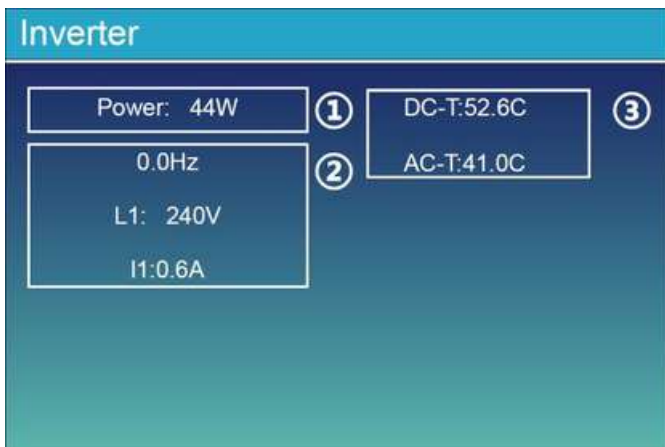 Inverter
Power: 44W
①
0.0Hz
L1: 240V
I1:0.6A
②
DC-T:52.6C
AC-T:41.0C
③